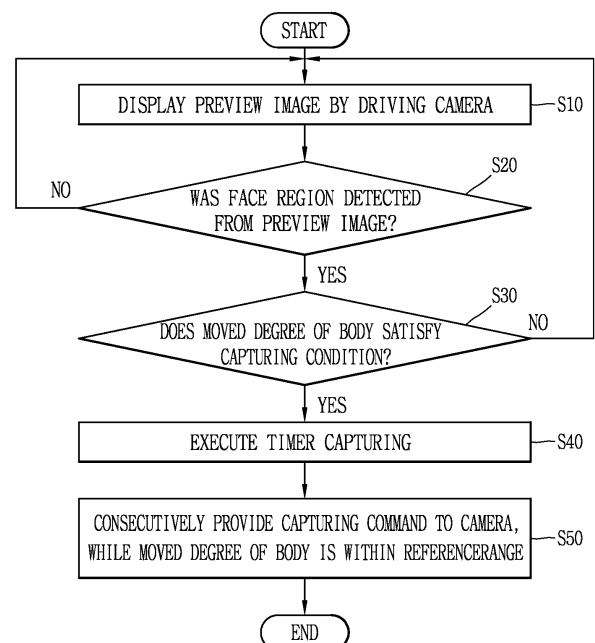 START
DISPLAY PREVIEW IMAGE BY DRIVING CAMERA
S10
S20
NO
WAS FACE REGION DETECTED
FROM PREVIEW IMAGE?
YES
S30
NO
DOES MOVED DEGREE OF BODY SATISFY
CAPTURING CONDITION?
YES
EXECUTE TIMER CAPTURING
S40
CONSECUTIVELY PROVIDE CAPTURING COMMAND TO CAMERA,
WHILE MOVED DEGREE OF BODY IS WITHIN REFERENCERANGE
S50
END